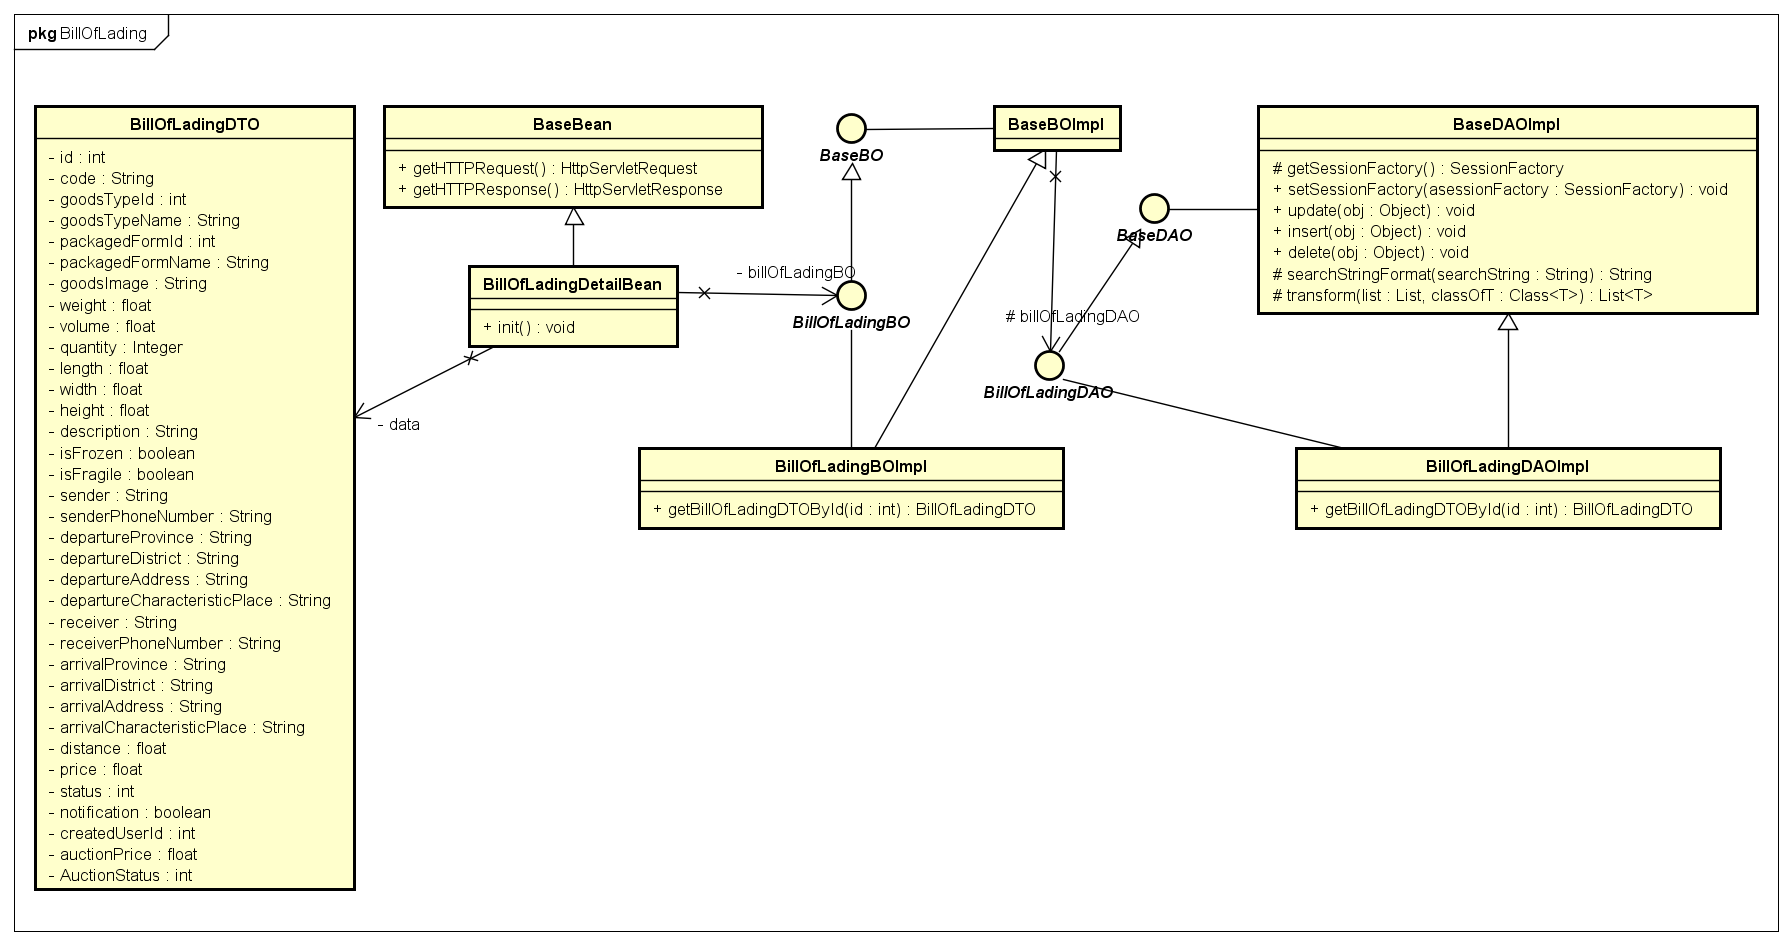 pkg BillOfLading
BillOfLadingDTO
- id : int
- code : String
- goodsTypeId : int
- goodsTypeName : String
- packagedFormId : int
- packagedFormName : String
- goodsImage : String
- weight : float
- volume : float
- quantity : Integer
- length : float
- width : float
- height : float
- description : String
- isFrozen : boolean
- isFragile : boolean
- sender : String
- senderPhoneNumber : String
- departureProvince : String
- departureDistrict : String
- departureAddress : String
- departureCharacteristicPlace : String
- receiver : String
- receiverPhoneNumber : String
- arrivalProvince : String
- arrivalDistrict : String
- arrivalAddress : String
- arrivalCharacteristicPlace : String
- distance : float
- price : float
- status : int
- notification : boolean
- createdUserId : int
- auctionPrice : float
- AuctionStatus : int
BaseBean
+ getHTTPRequest() : HttpServletRequest
+ getHTTPResponse() : HttpServletResponse
BillOfLadingDetailBean
+ init() : void
- data
- billOfLadingBO
BaseBO
BillOfLadingBO
BaseBOImpl
BaseDAO
# billOfLadingDAO
BillOfLadingDAO
BillOfLadingBOImpl
+ getBillOfLadingDTOById(id : int) : BillOfLadingDTO
BaseDAOImpl
# getSessionFactory() : SessionFactory
+ setSessionFactory(asessionFactory : SessionFactory) : void
+ update(obj : Object) : void
+ insert(obj : Object) : void
+ delete(obj : Object) : void
# searchStringFormat(searchString : String) : String
# transform(list : List, classOfT : Class<T>) : List<T>
BillOfLadingDAOImpl
+ getBillOfLadingDTOById(id : int) : BillOfLadingDTO